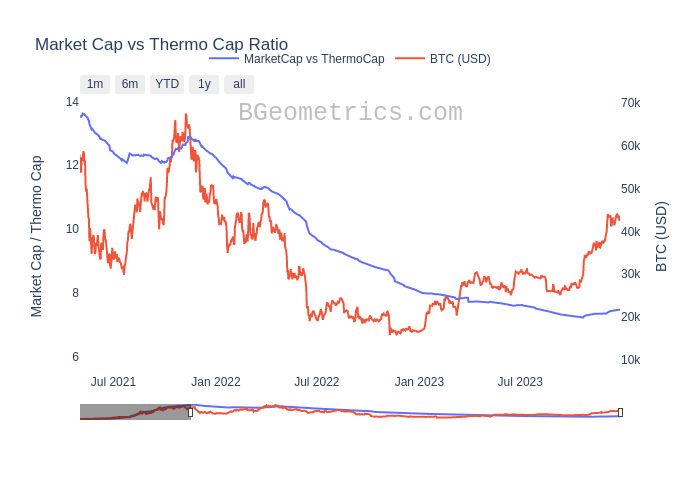 Market Cap vs Thermo Cap Ratio
MarketCap vs ThermoCap
BTC (USD)
1m
6m
YTD
1y
all
BGeometrics.com
14
12
10
8
6
Market Cap / Thermo Cap
70k
60k
50k
40k
30k
20k
10k
BTC (USD)
Jul 2021
Jan 2022
Jul 2022
Jan 2023
Jul 2023